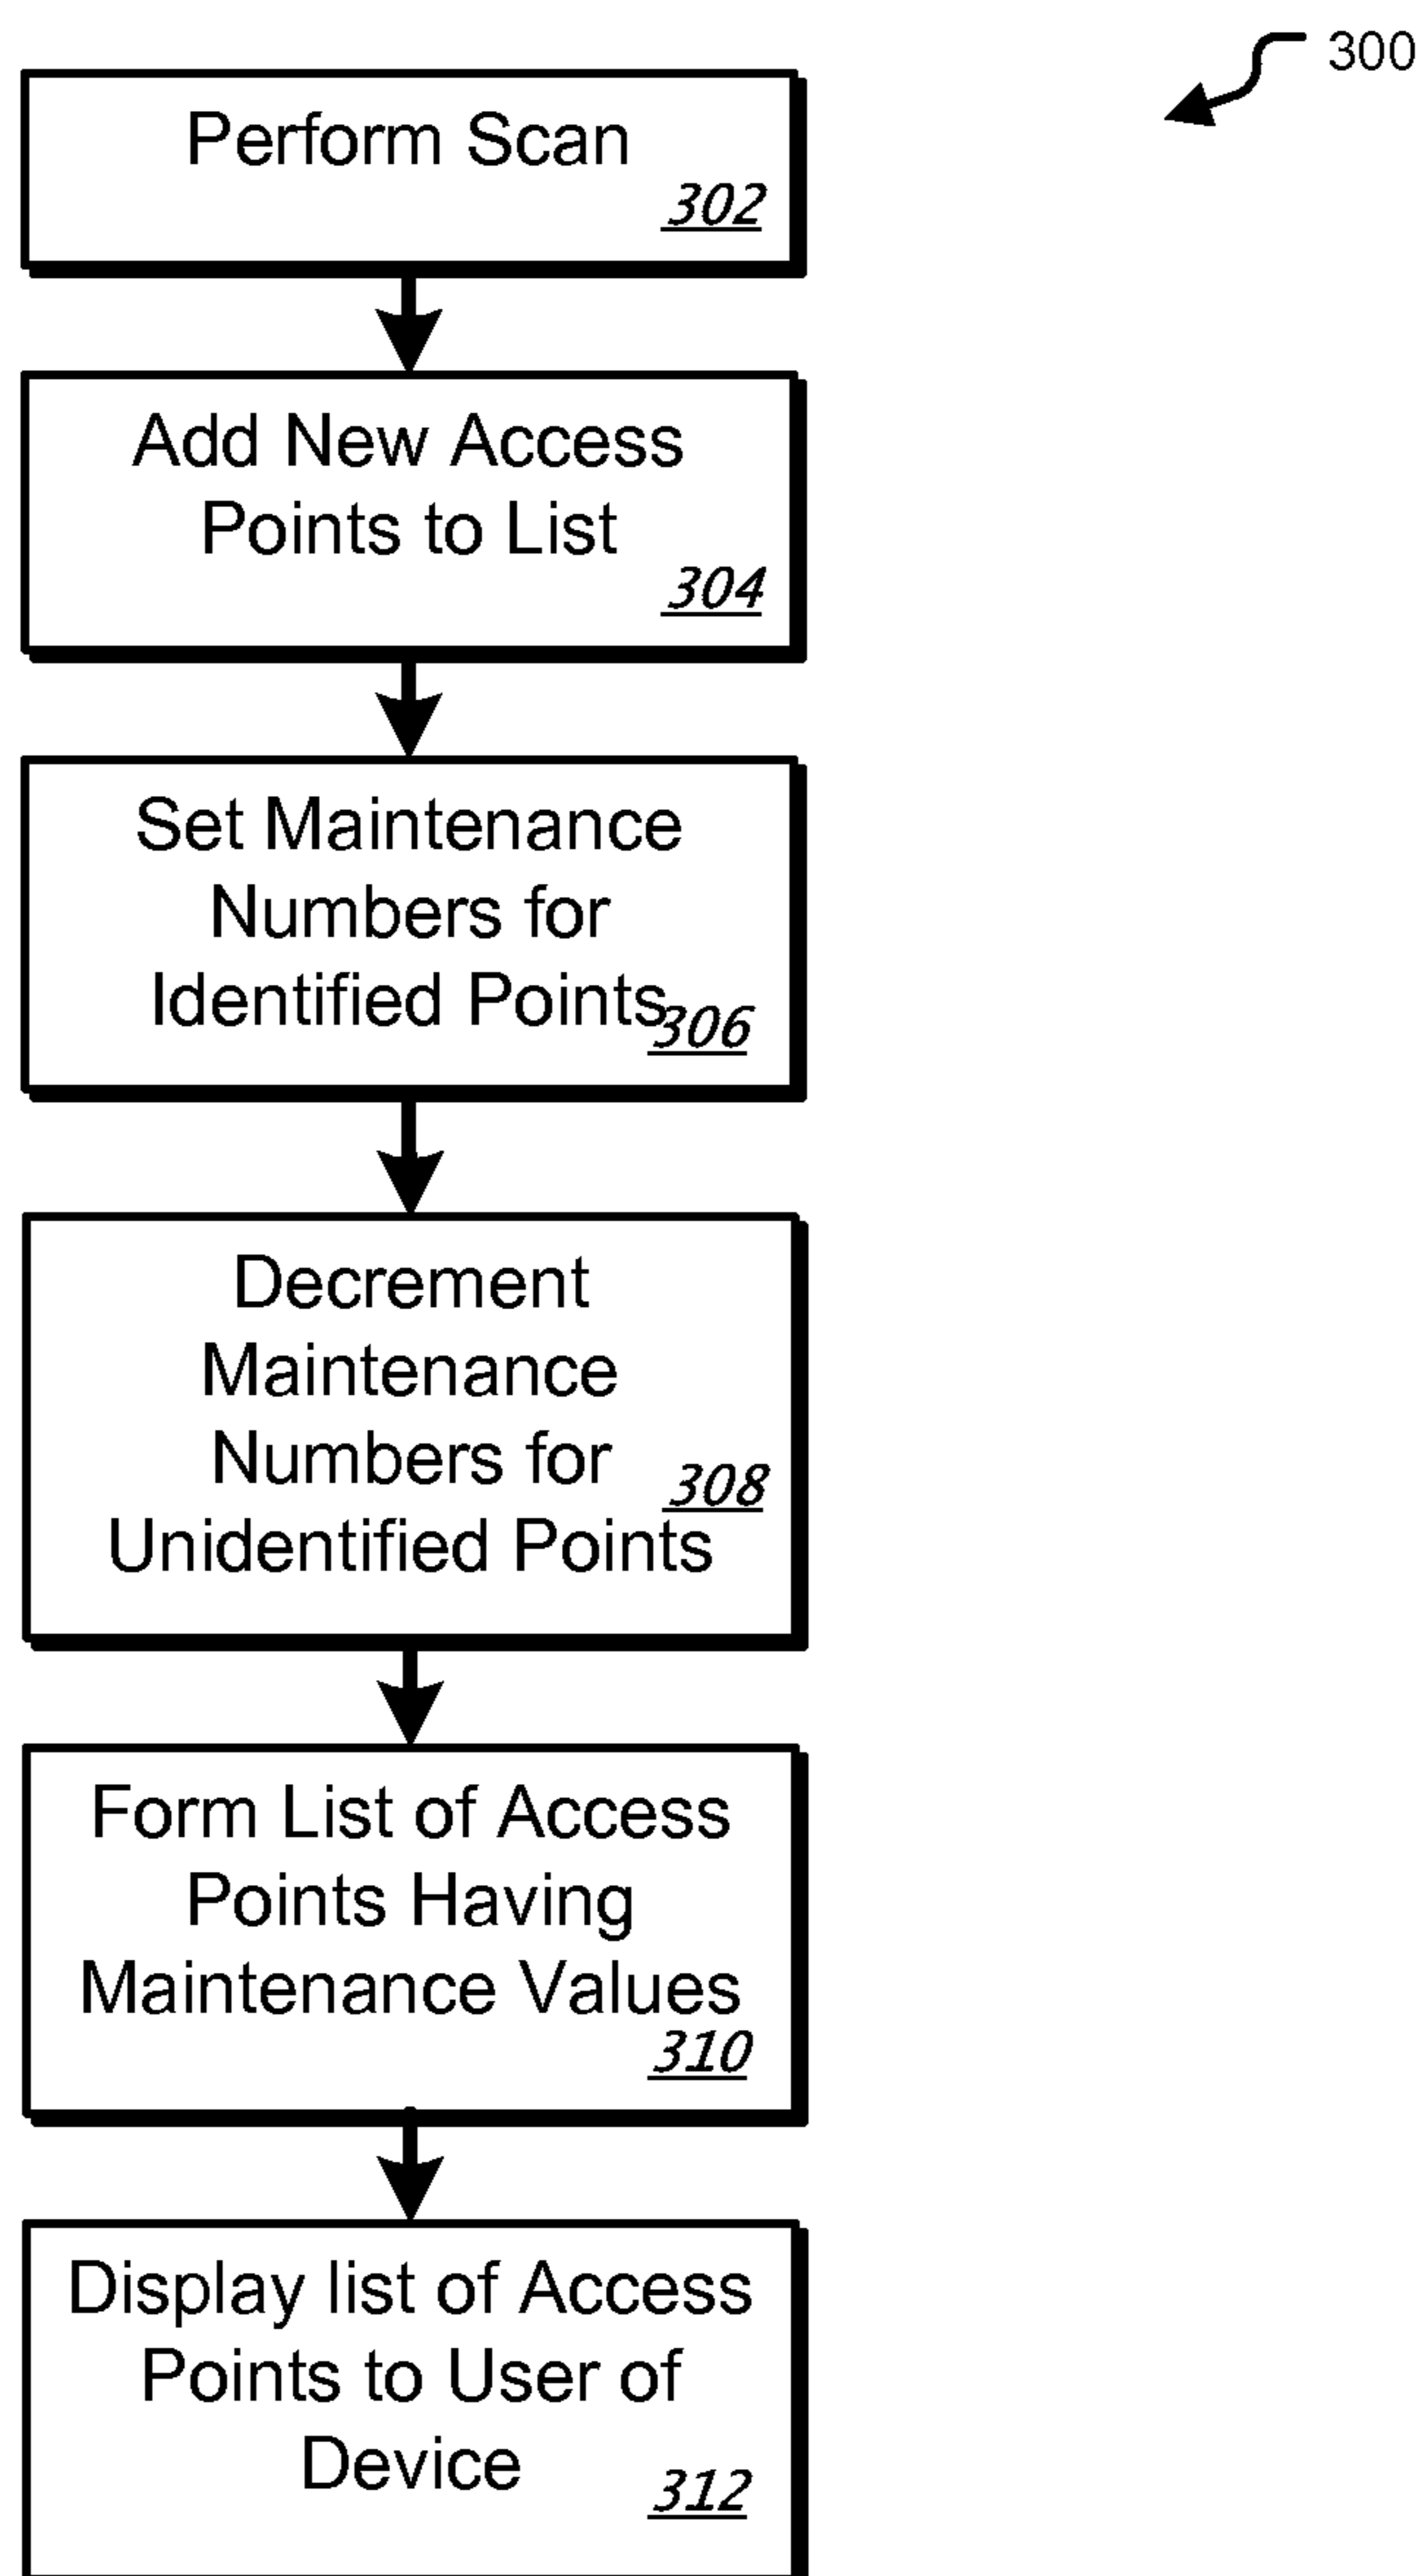 300
Perform Scan
302
Add New Access
Points to List
304
Set Maintenance
Numbers for
Identified Points
306
Decrement
Maintenance
Numbers for
308
Unidentified Points
Form List of Access
Points Having
Maintenance Values
310
Display list of Access
Points to User of
Device
312